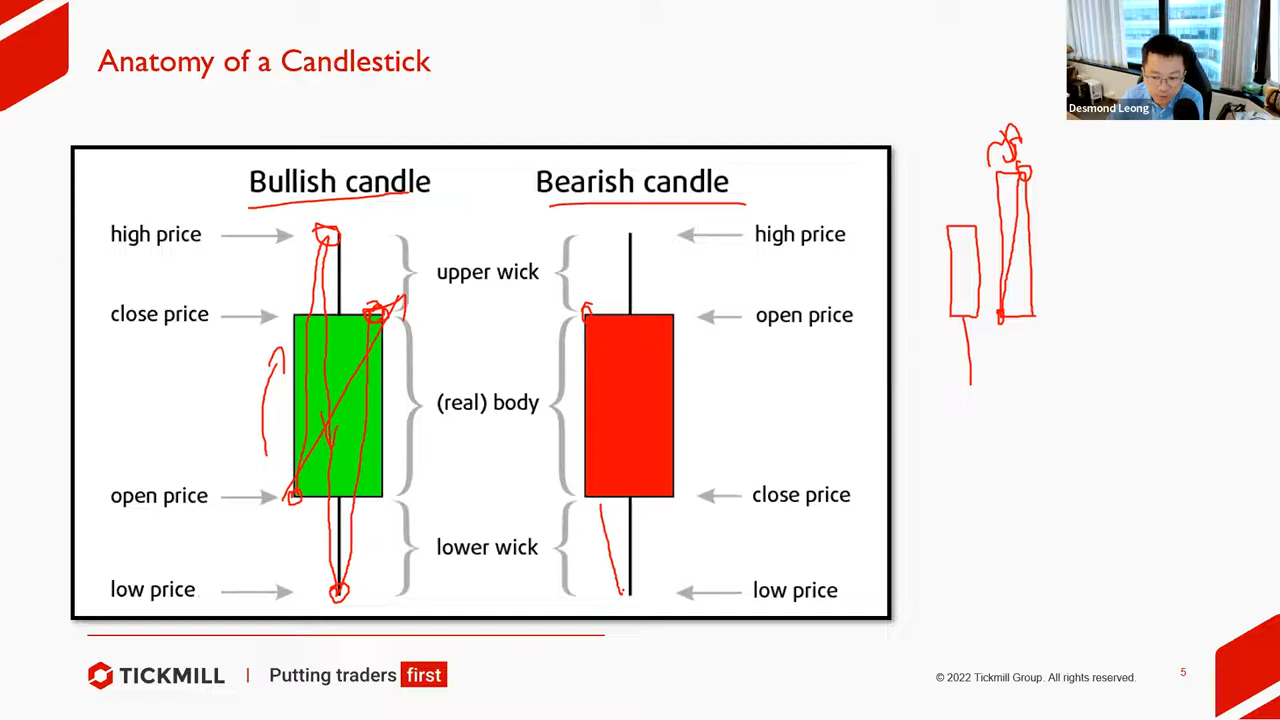 Anatomy of a Candlestick
Desmond Leong
Bullish candle
Bearish candle
high price
high price
upper wick
close price
open price
(real) body
open price
close price
lower wick
low price
low price
TICKMILL | Putting traders first
© 2022 Tickmill Group. All rights reserved.
5